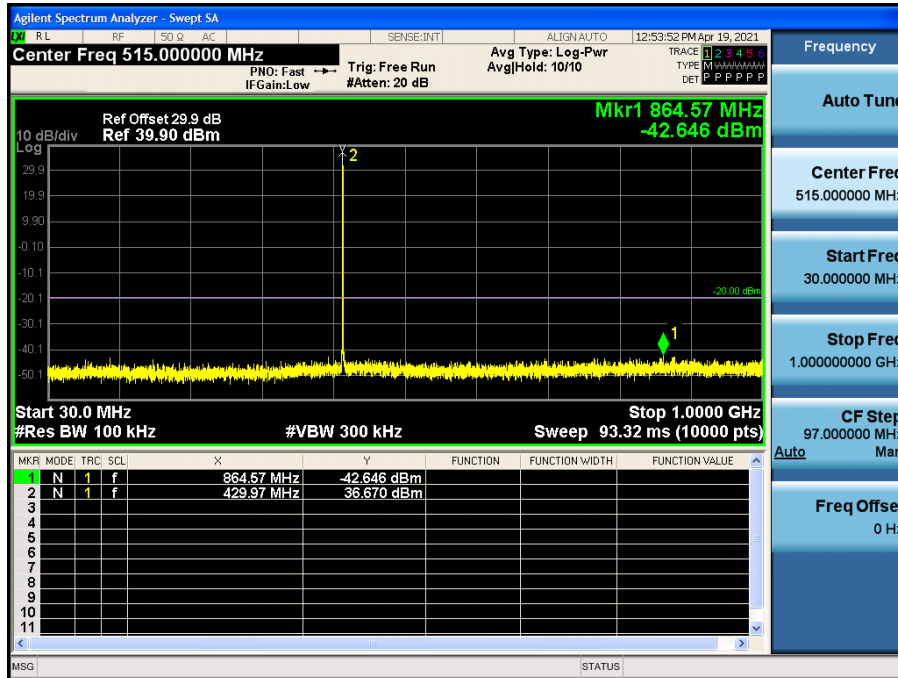 Agilent Spectrum Analyzer - Swept SA
LXI RL RF 50 Ω AC SENSE:INT ALIGN AUTO 12:53:52 PM Apr 19, 2021
Center Freq 515.000000 MHz
PNO: Fast
IFGain:Low
Trig: Free Run
#Atten: 20 dB
Avg Type: Log-Pwr
Avg|Hold: 10/10
TRACE 1 2 3 4 5 6
TYPE M WWWWW
DET P P P P P P
Mkr1 864.57 MHz
-42.646 dBm
Ref Offset 29.9 dB
10 dB/div Ref 39.90 dBm
Log
2
29.9
19.9
9.90
-0.10
-10.1
-20.1
-20.00 dBm
-30.1
1
-40.1
-50.1
Start 30.0 MHz Stop 1.0000 GHz
#Res BW 100 kHz #VBW 300 kHz Sweep 93.32 ms (10000 pts)
MKR MODE TRC SCL X Y FUNCTION FUNCTION WIDTH FUNCTION VALUE
1 N 1 f 864.57 MHz -42.646 dBm
2 N 1 f 429.97 MHz 36.670 dBm
3
4
5
6
7
8
9
10
11
MSG STATUS
Frequency
Auto Tune
Center Freq
515.000000 MHz
Start Freq
30.000000 MHz
Stop Freq
1.000000000 GHz
CF Step
97.000000 MHz
Auto Man
Freq Offset
0 Hz